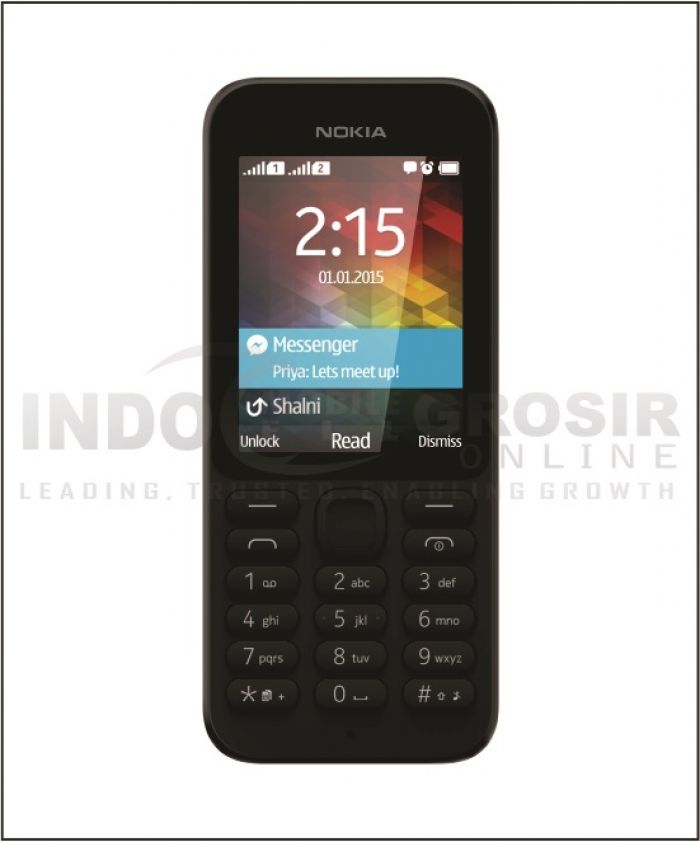 NOKIA
1 2
2:15
01.01.2015
Messenger
Priya: Lets meet up!
Shalni
Unlock Read Dismiss
INDO GROSIR
ONLINE
LEADING, TRUSTED, ENABLING GROWTH
1 2 abc 3 def
4 ghi 5 jkl 6 mno
7 pqrs 8 tuv 9 wxyz
* + 0 #